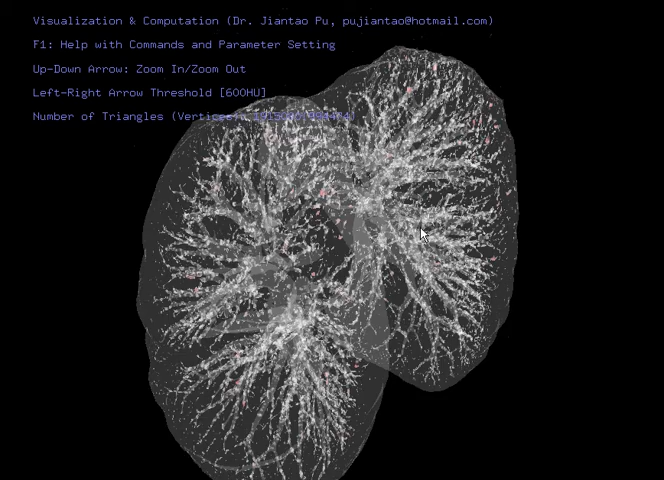 Visualization & Computation (Dr. Jiantao Pu, pujiantao@hotmail.com)
F1: Help with Commands and Parameter Setting
Up-Down Arrow: Zoom In/Zoom Out
Left-Right Arrow Threshold [600HU]
Number of Triangles (Vertices):